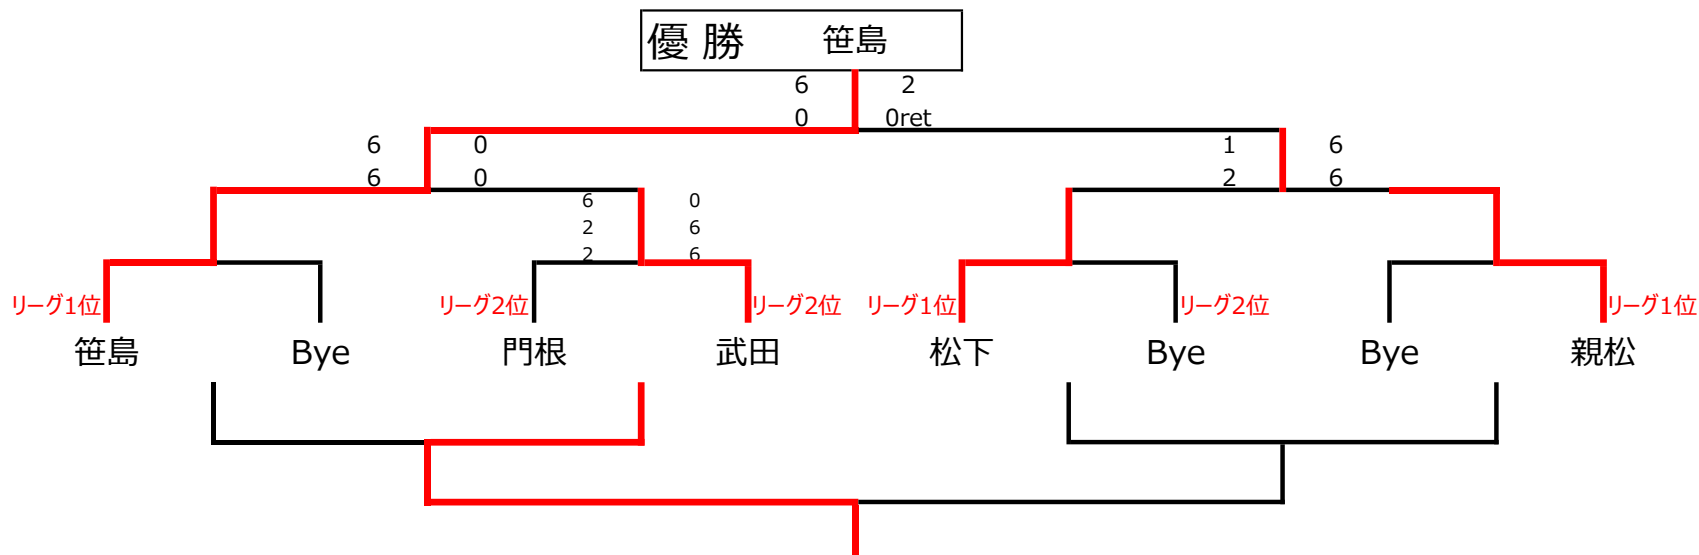 優 勝 笹島
6 2
0 0ret
6 0 1 6
6 0 2 6
6 0
2 6
2 6
リーグ1位 リーグ2位 リーグ2位 リーグ1位 リーグ2位 リーグ1位
笹島 Bye 門根 武田 松下 Bye Bye 親松